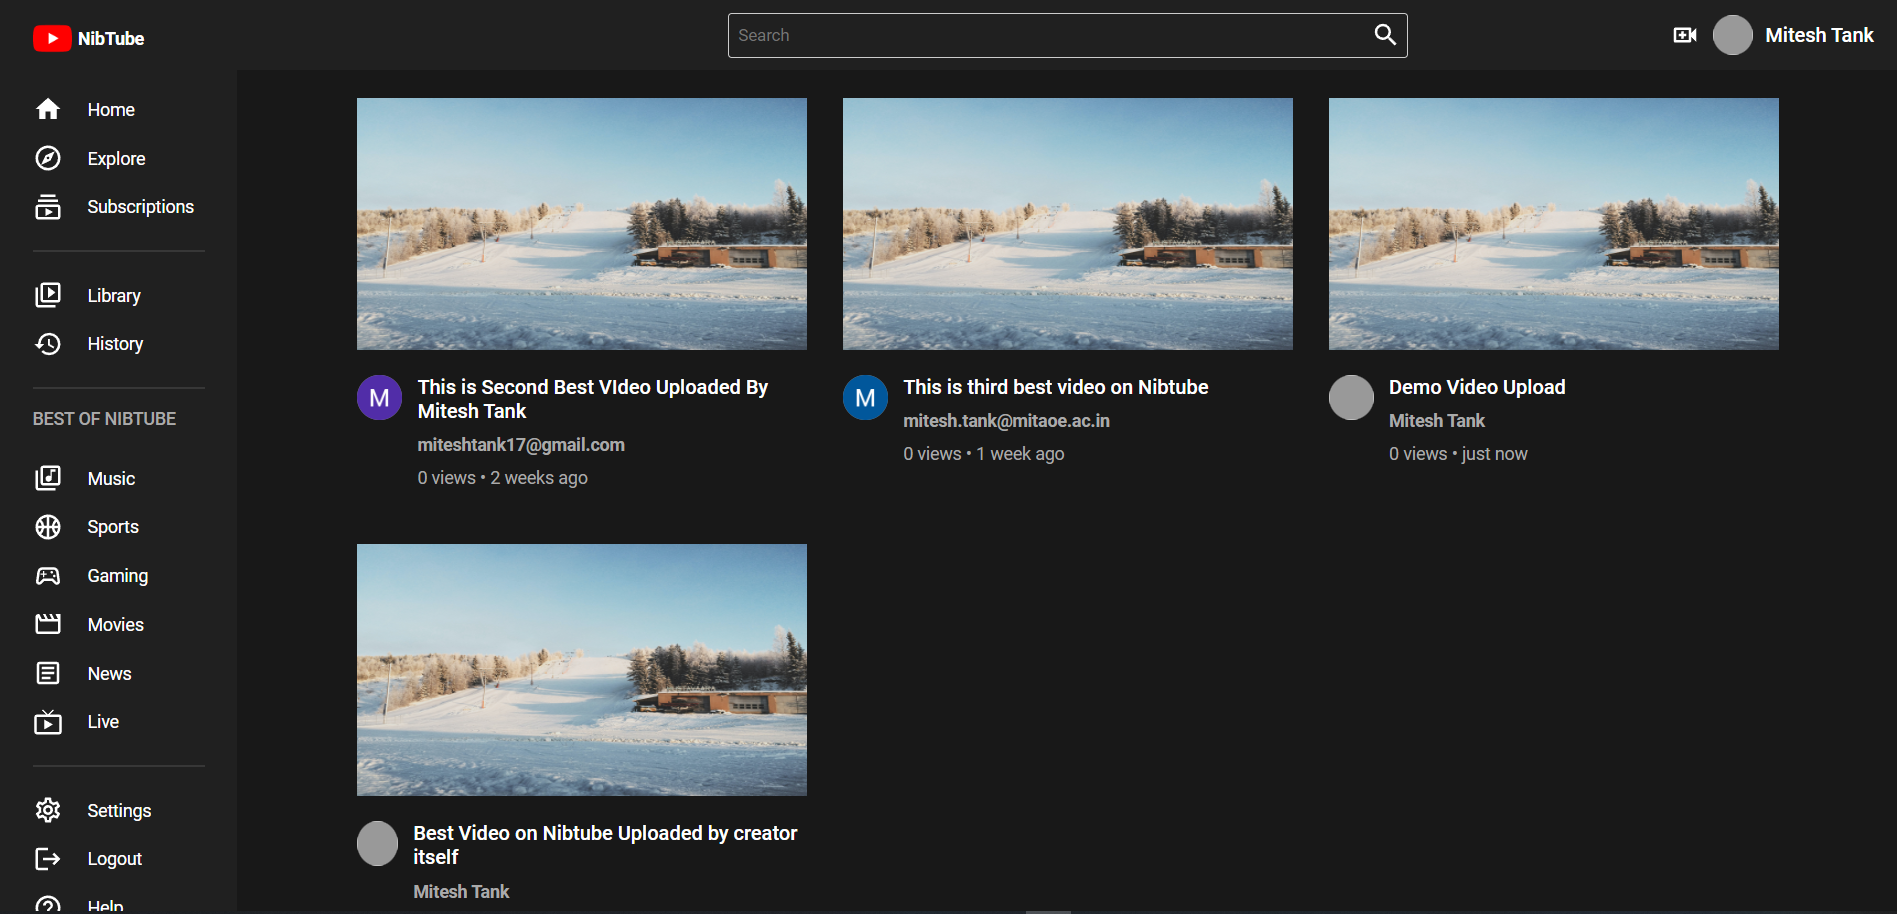 NibTube
Search
Mitesh Tank
Home
Explore
Subscriptions
Library
History
BEST OF NIBTUBE
Music
Sports
Gaming
Movies
News
Live
Settings
Logout
Help
This is Second Best VIdeo Uploaded By
Mitesh Tank
miteshtank17@gmail.com
0 views • 2 weeks ago
M
This is third best video on Nibtube
mitesh.tank@mitaoe.ac.in
0 views • 1 week ago
M
Demo Video Upload
Mitesh Tank
0 views • just now
Best Video on Nibtube Uploaded by creator
itself
Mitesh Tank